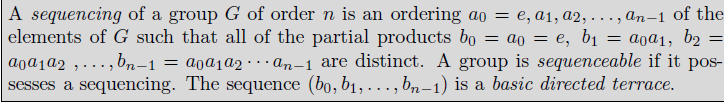 A sequencing of a group G of order n is an ordering a₀ = e, a₁, a₂, . . . , aₙ₋₁ of the
elements of G such that all of the partial products b₀ = a₀ = e, b₁ = a₀a₁, b₂ =
a₀a₁a₂ , . . . , bₙ₋₁ = a₀a₁a₂ · · · aₙ₋₁ are distinct. A group is sequenceable if it pos-
sesses a sequencing. The sequence (b₀, b₁, . . . , bₙ₋₁) is a basic directed terrace.